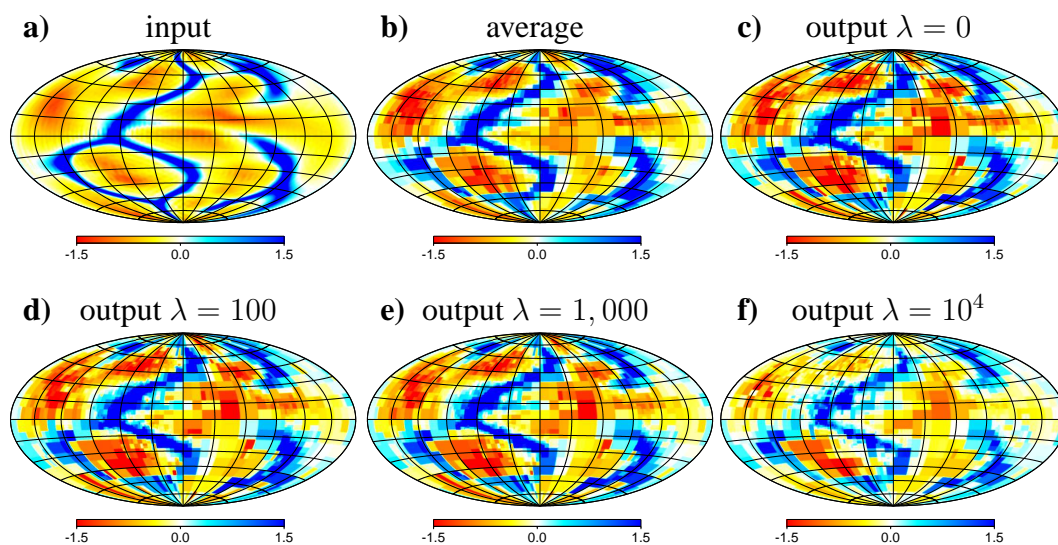 a) input
b) average
c) output λ = 0
-1.5 0.0 1.5
-1.5 0.0 1.5
-1.5 0.0 1.5
d) output λ = 100
e) output λ = 1,000
f) output λ = 10⁴
-1.5 0.0 1.5
-1.5 0.0 1.5
-1.5 0.0 1.5